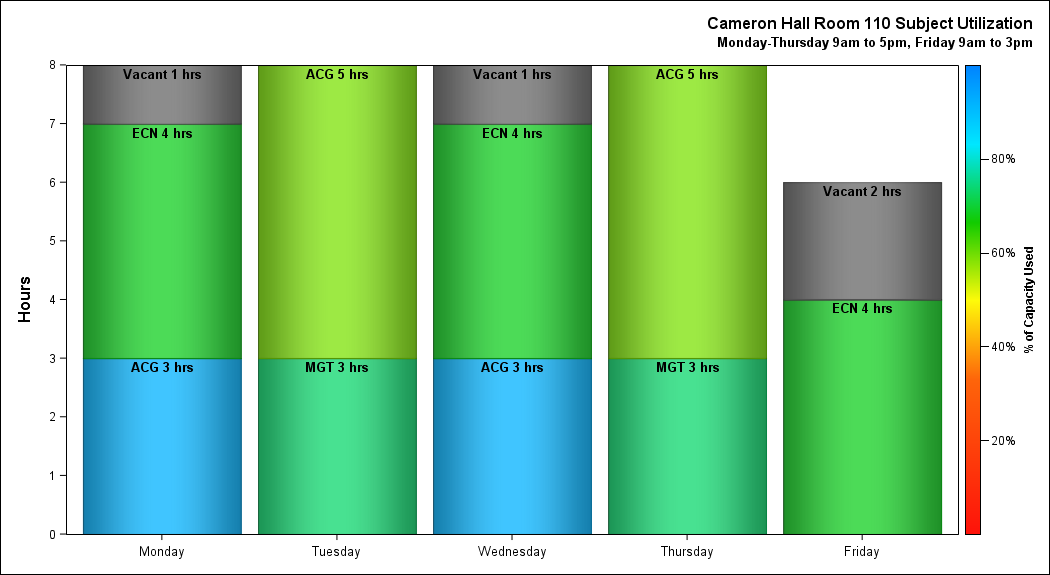 Cameron Hall Room 110 Subject Utilization
Monday-Thursday 9am to 5pm, Friday 9am to 3pm
Hours
8
7
6
5
4
3
2
1
0
Vacant 1 hrs
ECN 4 hrs
ACG 3 hrs
ACG 5 hrs
MGT 3 hrs
Vacant 1 hrs
ECN 4 hrs
ACG 3 hrs
ACG 5 hrs
MGT 3 hrs
Vacant 2 hrs
ECN 4 hrs
Monday
Tuesday
Wednesday
Thursday
Friday
80%
60%
40%
20%
% of Capacity Used